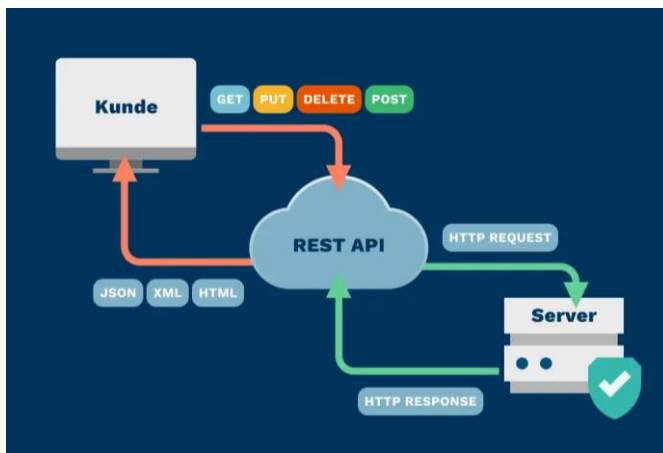 Kunde
GET PUT DELETE POST
REST API
HTTP REQUEST
JSON XML HTML
Server
HTTP RESPONSE